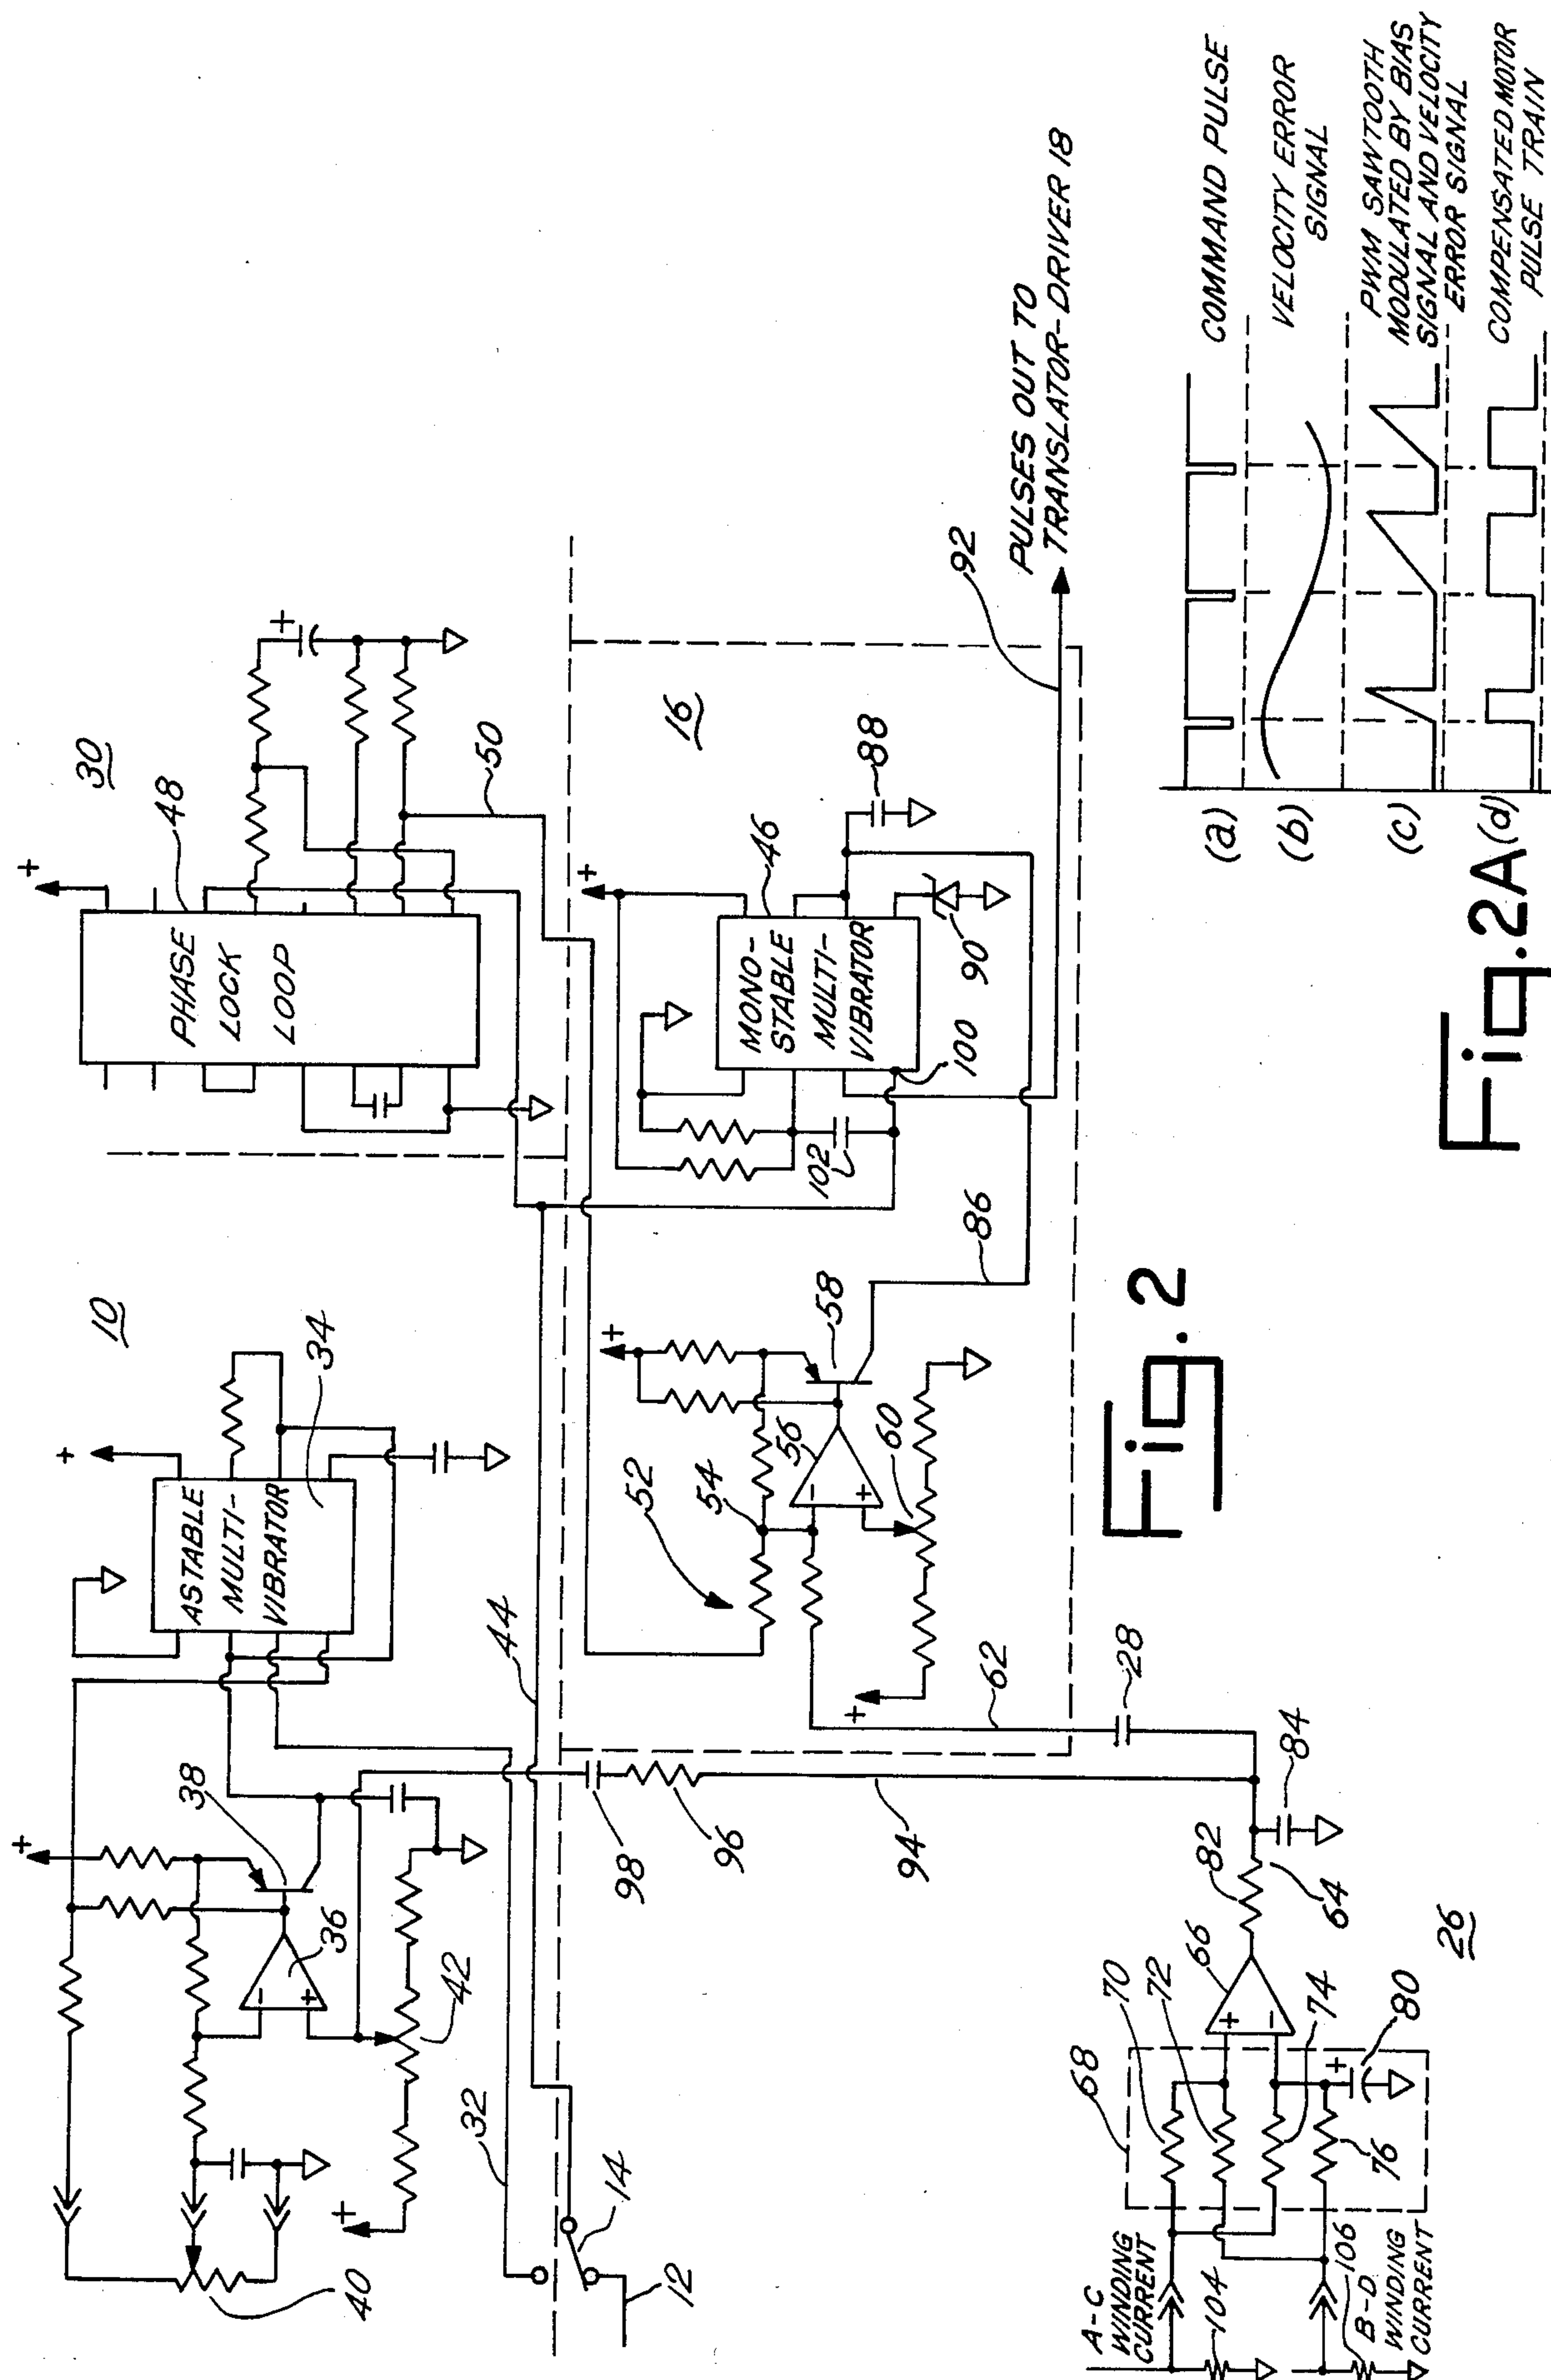 10
+
38
36
40
42
+
+
ASTABLE
MULTI-
VIBRATOR
34
30
+
48
PHASE
LOCK
LOOP
+
50
32
14
12
44
98
96
94
16
52
54
56
-
+
58
60
+
+
62
28
86
+
46
MONO-
STABLE
MULTI-
VIBRATOR
88
90
100
102
92
PULSES OUT TO
TRANSLATOR-DRIVER 18
A-C
WINDING
CURRENT
104
106
B-D
WINDING
CURRENT
68
70
72
74
76
80
+
66
+
-
82
64
84
26
Fig. 2
(a)
COMMAND PULSE
(b)
VELOCITY ERROR
SIGNAL
(c)
PWM SAWTOOTH
MODULATED BY BIAS
SIGNAL AND VELOCITY
ERROR SIGNAL
(d)
COMPENSATED MOTOR
PULSE TRAIN
Fig. 2A